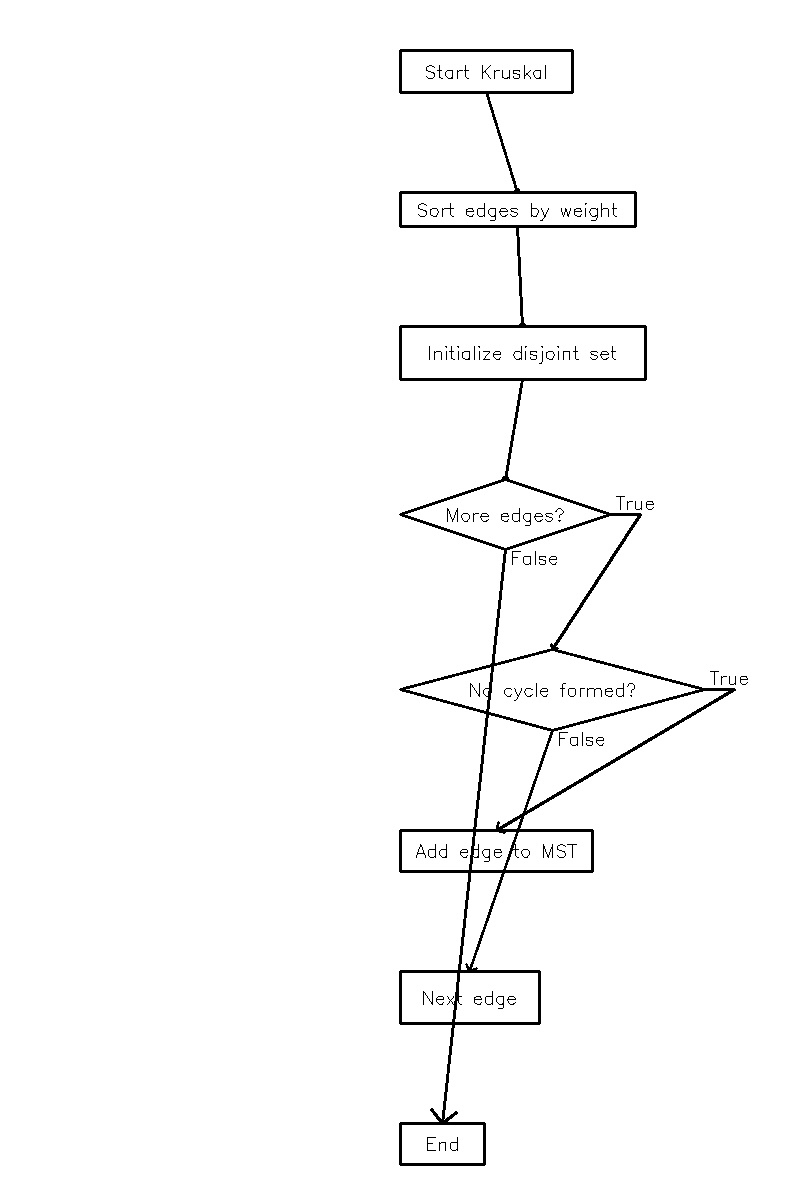 Start Kruskal
Sort edges by weight
Initialize disjoint set
True
More edges?
False
True
No cycle formed?
False
Add edge to MST
Next edge
End